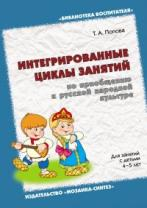 «БИБЛИОТЕКА ВОСПИТАТЕЛЯ»
Т. А. Попова
ИНТЕГРИРОВАННЫЕ
ЦИКЛЫ ЗАНЯТИЙ
по приобщению
к русской народной
культуре
Для занятий
с детьми
4–5 лет
ИЗДАТЕЛЬСТВО «МОЗАИКА-СИНТЕЗ»